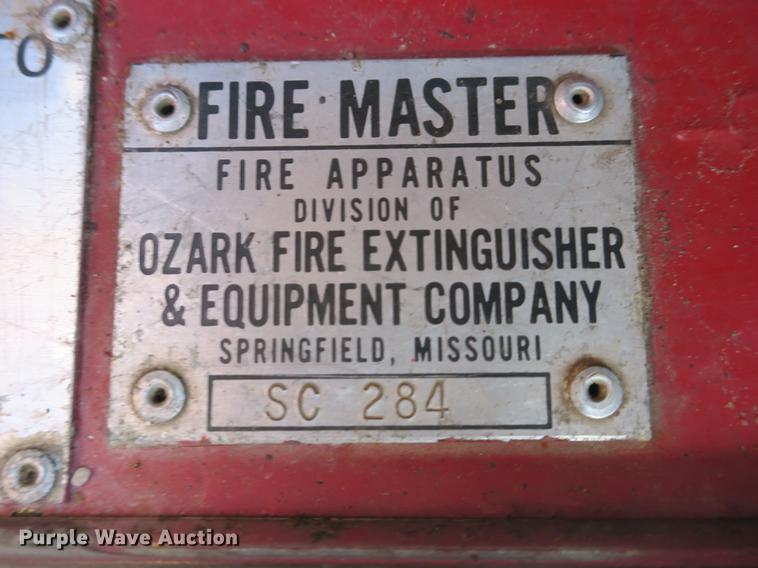 O
FIRE MASTER
FIRE APPARATUS
DIVISION OF
OZARK FIRE EXTINGUISHER
& EQUIPMENT COMPANY
SPRINGFIELD, MISSOURI
SC 284
Purple Wave Auction